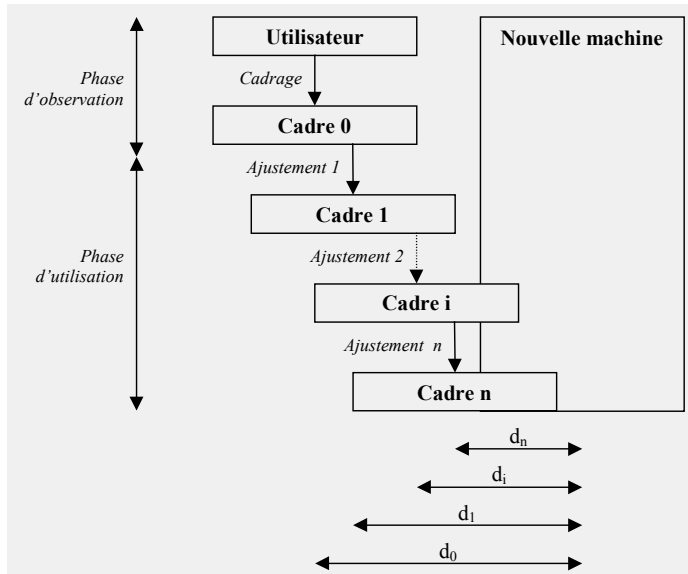 Utilisateur
Nouvelle machine
Phase
d'observation
Cadrage
Cadre 0
Ajustement 1
Cadre 1
Phase
d'utilisation
Ajustement 2
Cadre i
Ajustement n
Cadre n
dₙ
dᵢ
d₁
d₀